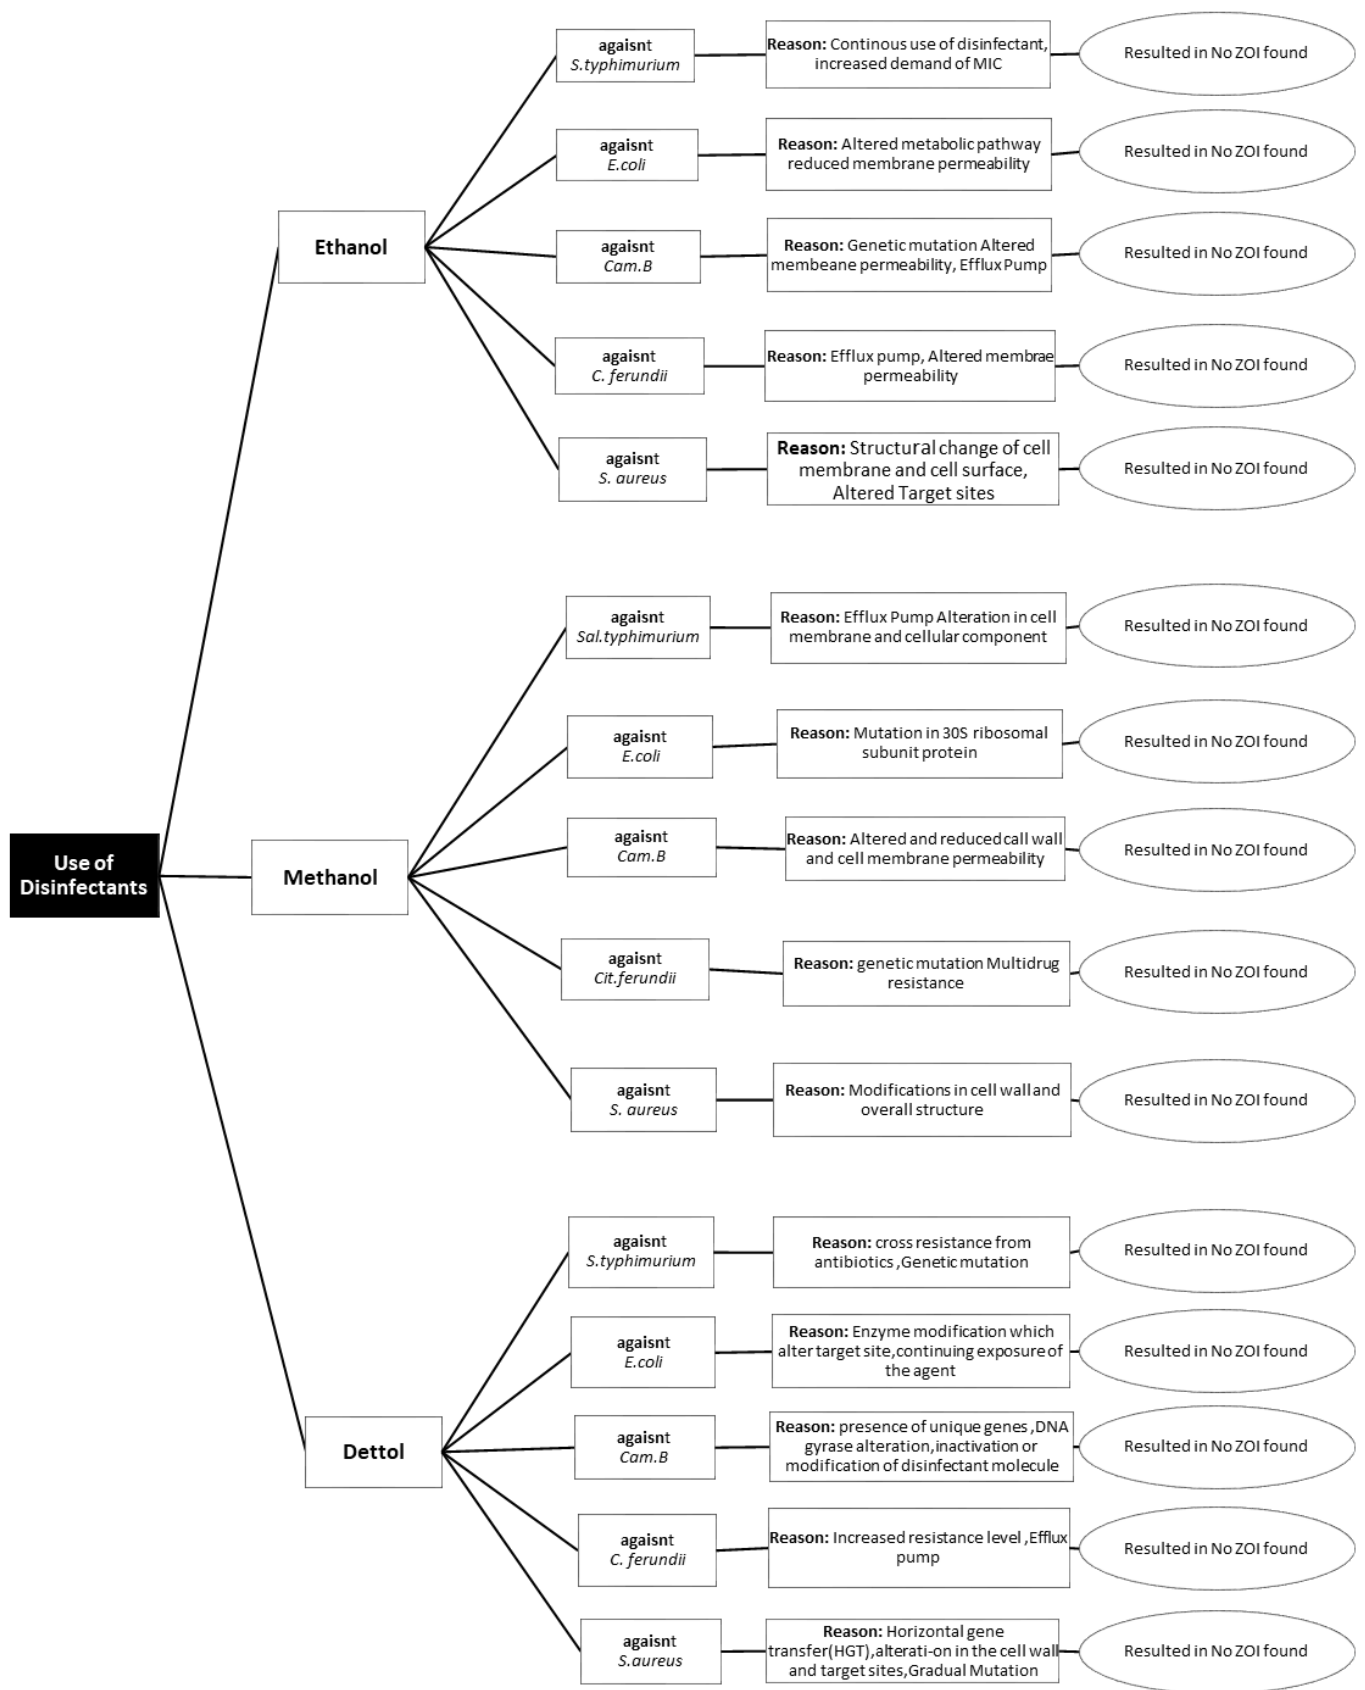 agaisnt
S.typhimurium
Reason: Continous use of disinfectant,
increased demand of MIC
Resulted in No ZOI found
agaisnt
E.coli
Reason: Altered metabolic pathway
reduced membrane permeability
Resulted in No ZOI found
Ethanol
agaisnt
Cam.B
Reason: Genetic mutation Altered
membeane permeability, Efflux Pump
Resulted in No ZOI found
agaisnt
C. ferundii
Reason: Efflux pump, Altered membrae
permeability
Resulted in No ZOI found
agaisnt
S. aureus
Reason: Structural change of cell
membrane and cell surface,
Altered Target sites
Resulted in No ZOI found
agaisnt
Sal.typhimurium
Reason: Efflux Pump Alteration in cell
membrane and cellular component
Resulted in No ZOI found
agaisnt
E.coli
Reason: Mutation in 30S ribosomal
subunit protein
Resulted in No ZOI found
Use of
Disinfectants
Methanol
agaisnt
Cam.B
Reason: Altered and reduced call wall
and cell membrane permeability
Resulted in No ZOI found
agaisnt
Cit.ferundii
Reason: genetic mutation Multidrug
resistance
Resulted in No ZOI found
agaisnt
S. aureus
Reason: Modifications in cell wall and
overall structure
Resulted in No ZOI found
agaisnt
S.typhimurium
Reason: cross resistance from
antibiotics ,Genetic mutation
Resulted in No ZOI found
agaisnt
E.coli
Reason: Enzyme modification which
alter target site,continuing exposure of
the agent
Resulted in No ZOI found
Dettol
agaisnt
Cam.B
Reason: presence of unique genes ,DNA
gyrase alteration,inactivation or
modification of disinfectant molecule
Resulted in No ZOI found
agaisnt
C. ferundii
Reason: Increased resistance level ,Efflux
pump
Resulted in No ZOI found
agaisnt
S.aureus
Reason: Horizontal gene
transfer(HGT),alterati-on in the cell wall
and target sites,Gradual Mutation
Resulted in No ZOI found